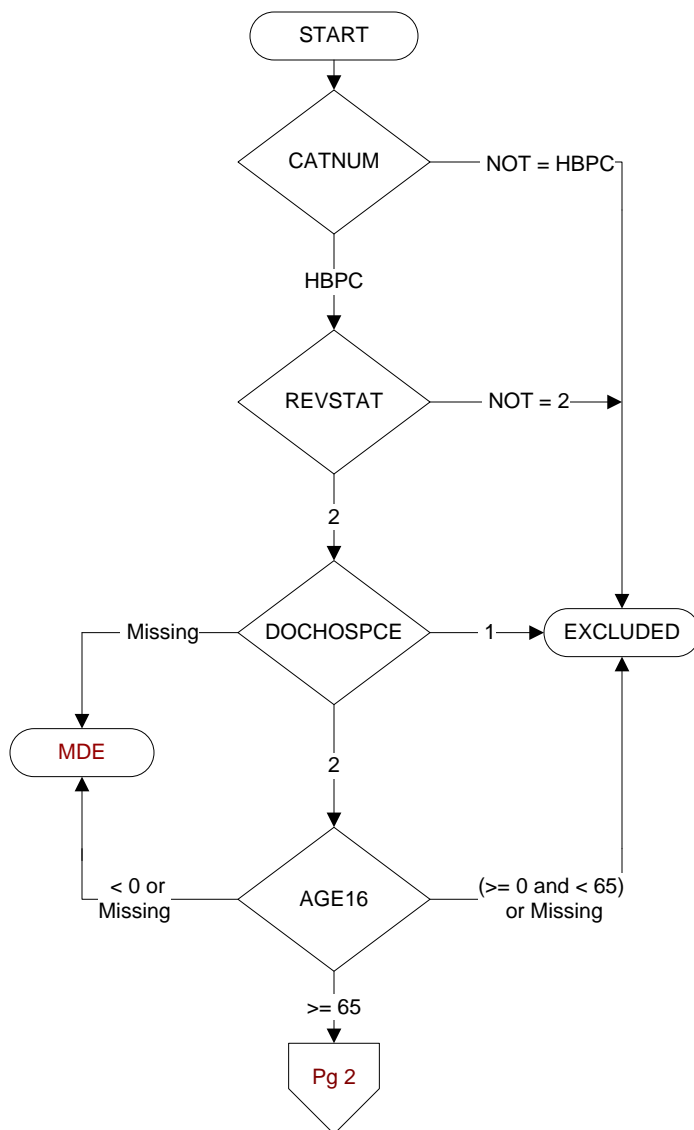 START
CATNUM
NOT = HBPC
HBPC
REVSTAT
NOT = 2
2
Missing
DOCHOSPCE
1
EXCLUDED
MDE
2
< 0 or
Missing
AGE16
(>= 0 and < 65)
or Missing
>= 65
Pg 2